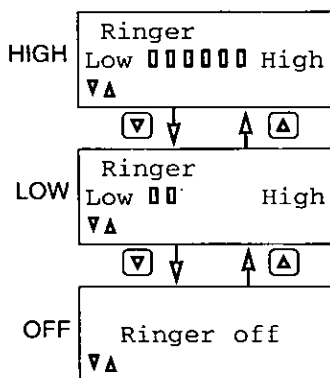 Ringer
HIGH Low ▯▯▯▯▯▯ High
▽△
▽ △
Ringer
LOW Low ▯▯ High
▽△
▽ △
OFF Ringer off
▽△